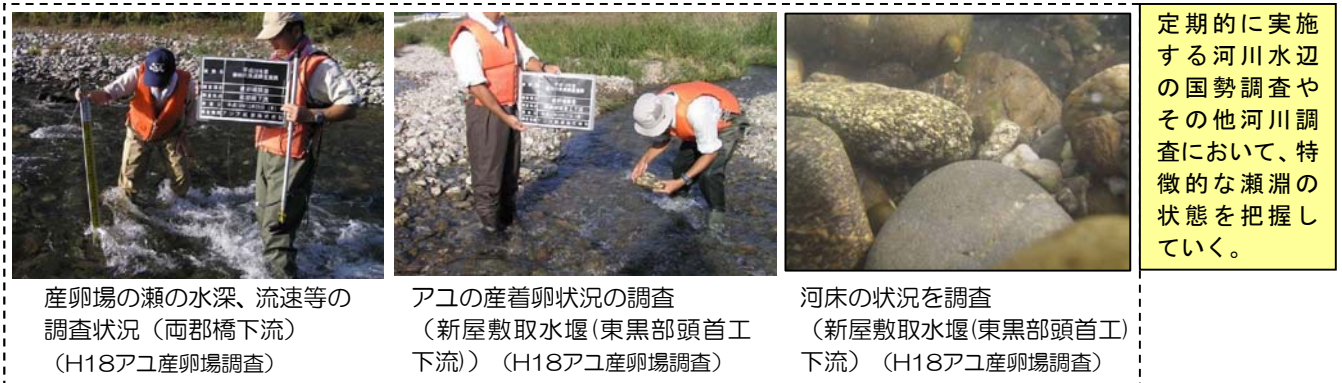 産卵場の瀬の水深、流速等の
調査状況（両郡橋下流）
（H18アユ産卵場調査）
アユの産着卵状況の調査
（新屋敷取水堰(東黒部頭首工
下流)）（H18アユ産卵場調査）
河床の状況を調査
（新屋敷取水堰(東黒部頭首工)
下流）（H18アユ産卵場調査）
定期的に実施
する河川水辺
の国勢調査や
その他河川調
査において、特
徴的な瀬淵の
状態を把握し
ていく。